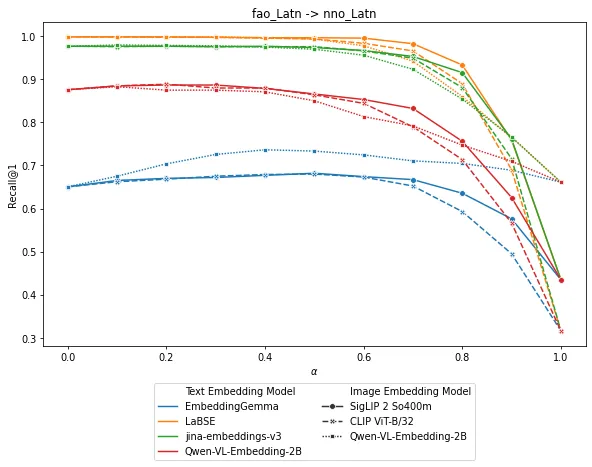 fao_Latn -> nno_Latn
1.0
0.9
0.8
0.7
0.6
0.5
0.4
0.3
Recall@1
0.0 0.2 0.4 0.6 0.8 1.0
α
Text Embedding Model
EmbeddingGemma
LaBSE
jina-embeddings-v3
Qwen-VL-Embedding-2B
Image Embedding Model
SigLIP 2 So400m
CLIP ViT-B/32
Qwen-VL-Embedding-2B